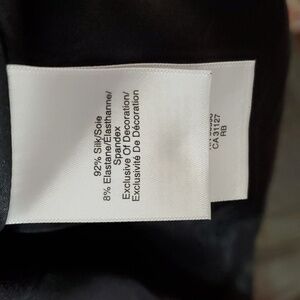 92% Silk/Soie
8% Elastane/Élasthanne/
Spandex
Exclusive Of Decoration/
Exclusivité De Décoration
CA 31127
RB